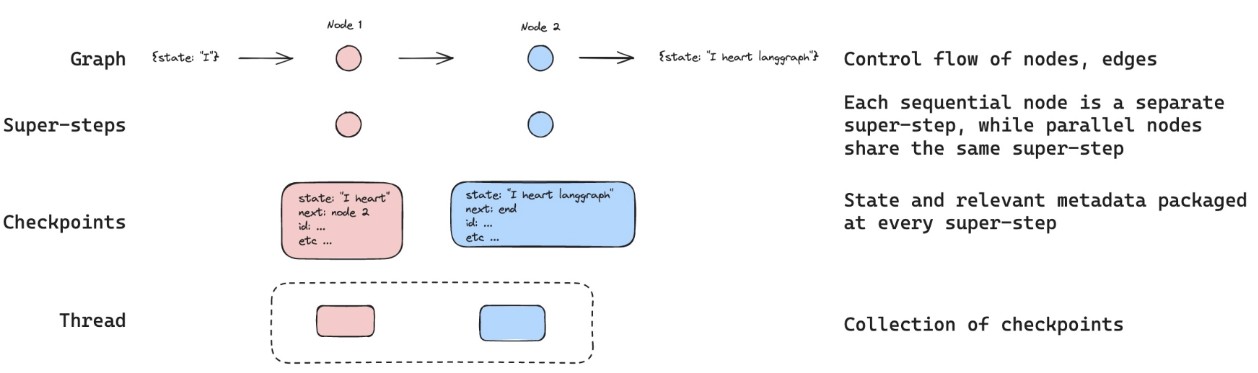 Node 1
Node 2
Graph
{state: "I"}
{state: "I heart langgraph"}
Control flow of nodes, edges
Super-steps
Each sequential node is a separate
super-step, while parallel nodes
share the same super-step
Checkpoints
state: "I heart"
next: node 2
id: ...
etc ...
state: "I heart langgraph"
next: end
id: ...
etc ...
State and relevant metadata packaged
at every super-step
Thread
Collection of checkpoints